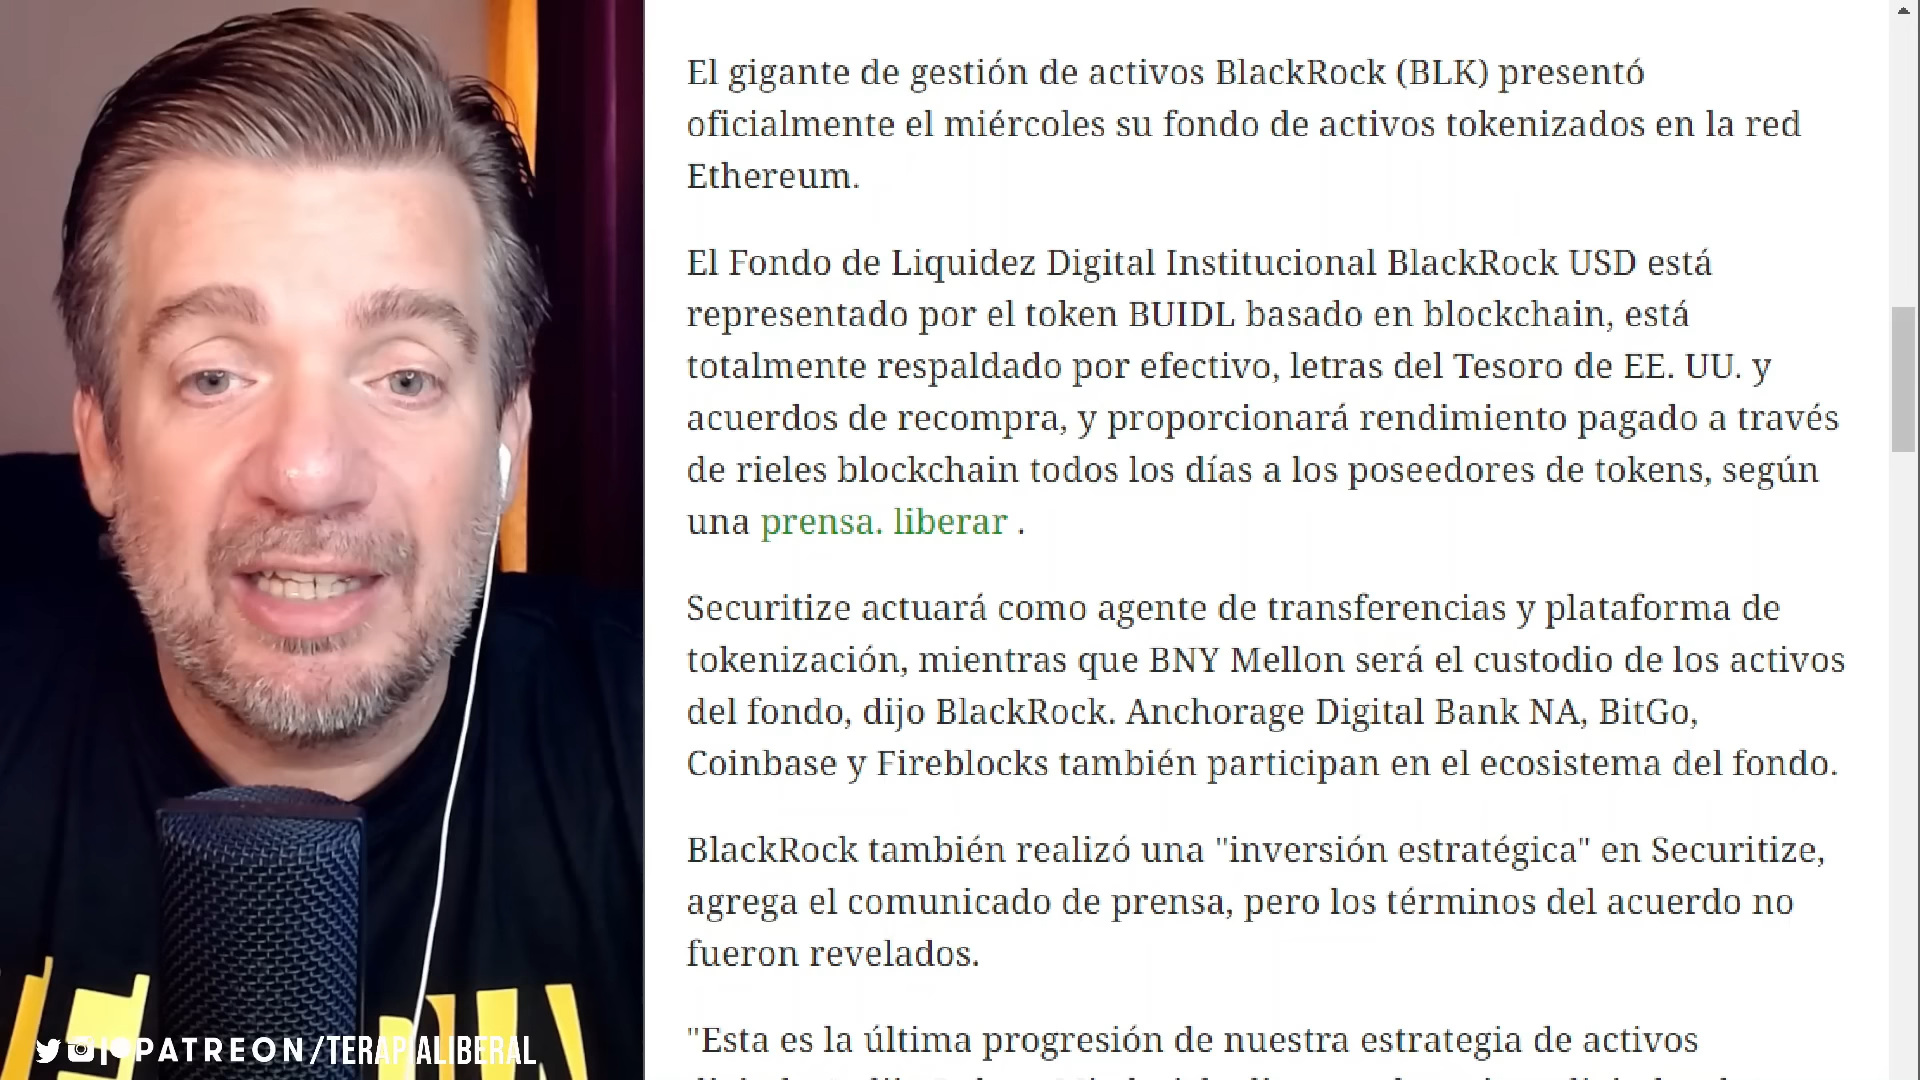 El gigante de gestión de activos BlackRock (BLK) presentó
oficialmente el miércoles su fondo de activos tokenizados en la red
Ethereum.
El Fondo de Liquidez Digital Institucional BlackRock USD está
representado por el token BUIDL basado en blockchain, está
totalmente respaldado por efectivo, letras del Tesoro de EE. UU. y
acuerdos de recompra, y proporcionará rendimiento pagado a través
de rieles blockchain todos los días a los poseedores de tokens, según
una prensa. liberar .
Securitize actuará como agente de transferencias y plataforma de
tokenización, mientras que BNY Mellon será el custodio de los activos
del fondo, dijo BlackRock. Anchorage Digital Bank NA, BitGo,
Coinbase y Fireblocks también participan en el ecosistema del fondo.
BlackRock también realizó una "inversión estratégica" en Securitize,
agrega el comunicado de prensa, pero los términos del acuerdo no
fueron revelados.
"Esta es la última progresión de nuestra estrategia de activos
PATREON/TERAPIALIBERAL